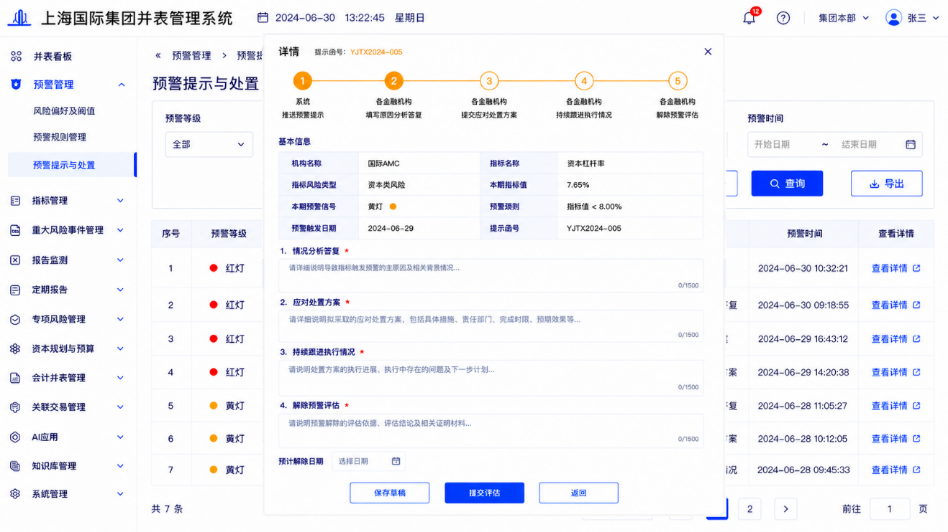 上海国际集团并表管理系统
2024-06-30 13:22:45 星期日
12
集团本部
张三
并表看板
预警管理
风险偏好及阈值
预警规则管理
预警提示与处置
指标管理
重大风险事件管理
报告监测
定期报告
专项风险管理
资本规划与预算
会计并表管理
关联交易管理
AI应用
知识库管理
系统管理
« 预警管理 > 预警提
预警提示与处置
预警等级
全部
预警时间
开始日期 ~ 结束日期
查询
导出
序号 预警等级 预警时间 查看详情
1 红灯 2024-06-30 10:32:21 查看详情
2 红灯 复 2024-06-30 09:18:55 查看详情
3 红灯 2024-06-29 16:43:12 查看详情
4 红灯 案 2024-06-29 14:20:38 查看详情
5 黄灯 复 2024-06-28 11:05:27 查看详情
6 黄灯 案 2024-06-28 10:12:05 查看详情
7 黄灯 况 2024-06-28 09:45:33 查看详情
共 7 条
2
前往 1 页
详情 提示函号: YJTX2024-005
1 2 3 4 5
系统 各金融机构 各金融机构 各金融机构 各金融机构
推送预警提示 填写原因分析答复 提交应对处置方案 持续跟进执行情况 解除预警评估
基本信息
机构名称 国际AMC 指标名称 资本杠杆率
指标风险类型 资本类风险 本期指标值 7.65%
本期预警信号 黄灯 预警规则 指标值 < 8.00%
预警触发日期 2024-06-29 提示函号 YJTX2024-005
1. 情况分析答复 *
请详细说明导致指标触发预警的主原因及相关背景情况...
0/1500
2. 应对处置方案 *
请详细说明拟采取的应对处置方案，包括具体措施、责任部门、完成时限、预期效果等...
0/1500
3. 持续跟进执行情况 *
请说明处置方案的执行进展、执行中存在的问题及下一步计划...
0/1500
4. 解除预警评估 *
请说明预警解除的评估依据、评估结论及相关证明材料...
0/1500
预计解除日期 选择日期
保存草稿
提交评估
返回